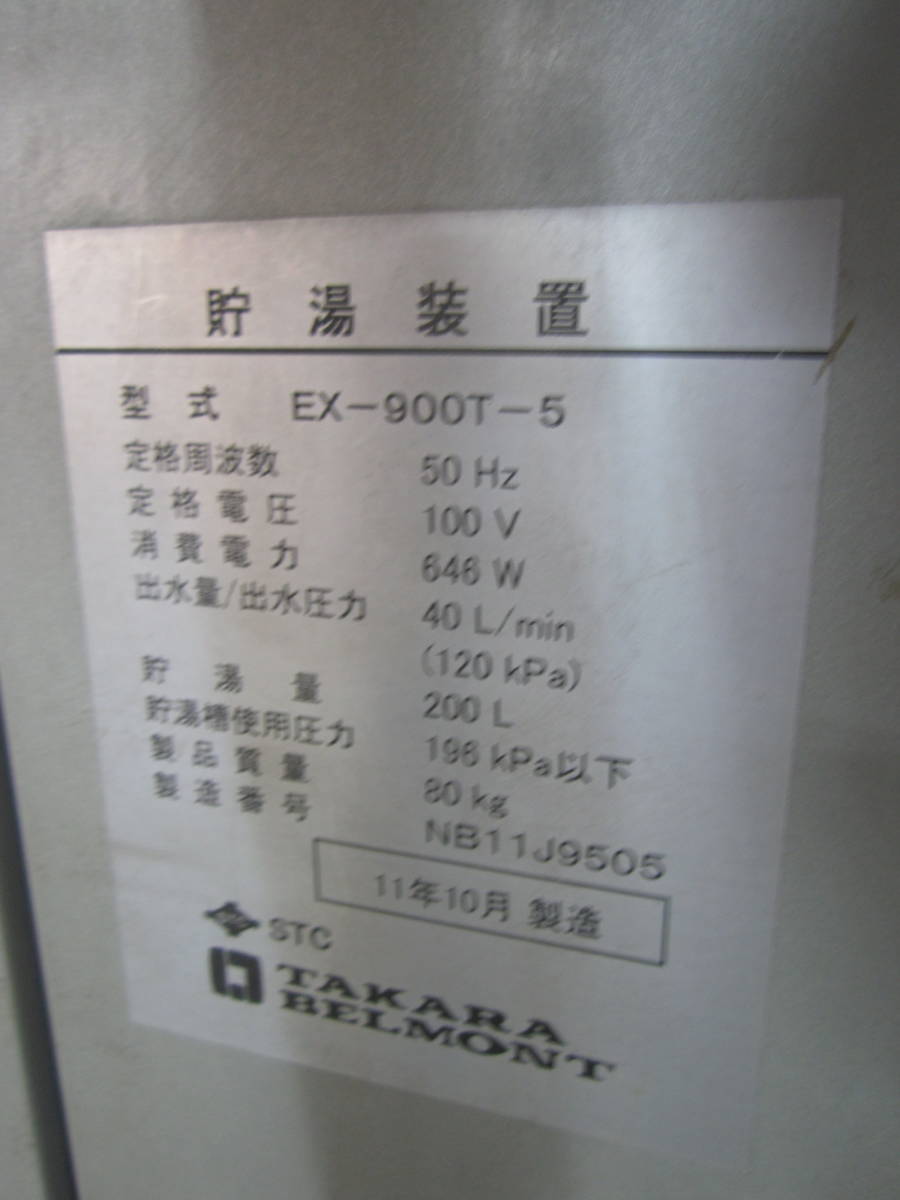 貯湯装置
型式 EX-900T-5
定格周波数 50 Hz
定格電圧 100 V
消費電力 646 W
出水量/出水圧力 40 L/min
(120 kPa)
貯湯量 200 L
貯湯槽使用圧力 196 kPa以下
製品質量 80 kg
製造番号 NB11J9505
11年10月 製造
STC
TAKARA
BELMONT